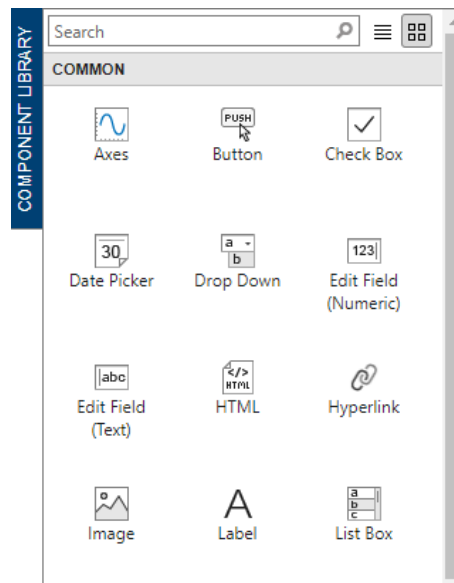 COMPONENT LIBRARY
Search
COMMON
PUSH
Axes
Button
Check Box
30
a
b
123
Date Picker
Drop Down
Edit Field
(Numeric)
abc
</>
HTML
Edit Field
(Text)
HTML
Hyperlink
A
a
b
c
Image
Label
List Box